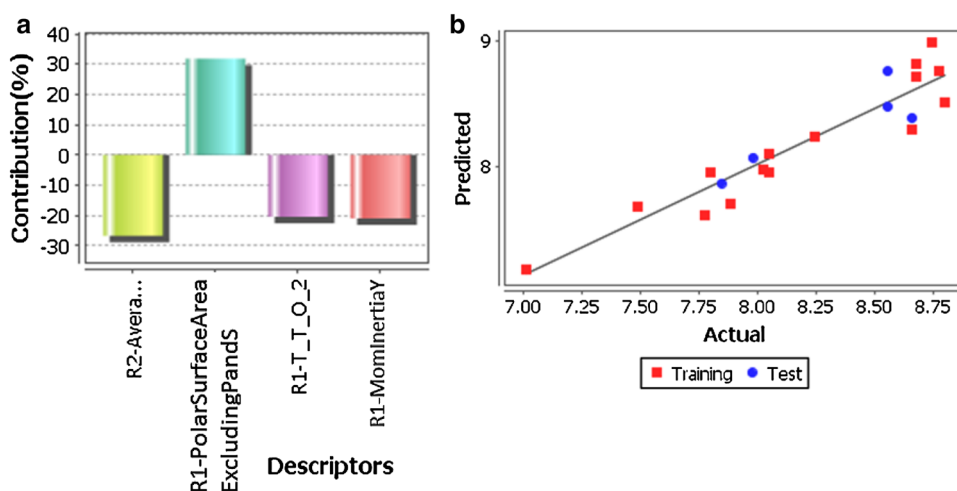 a
Contribution(%)
40
30
20
10
0
-10
-20
-30
R2-Avera...
R1-PolarSurfaceArea
ExcludingPandS
R1-T_T_O_2
R1-MomInertiaY
Descriptors
b
Predicted
9
8
7.00 7.25 7.50 7.75 8.00 8.25 8.50 8.75
Actual
Training Test